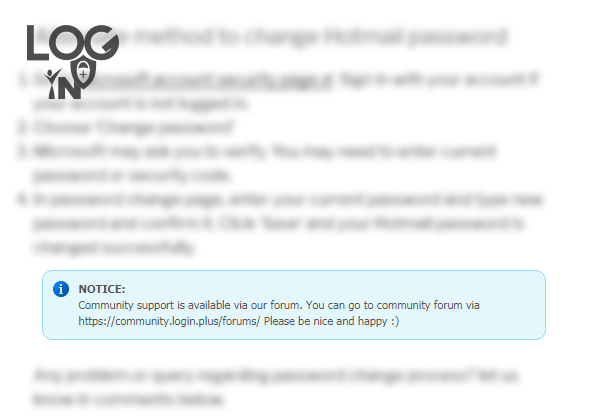 LOG
IN
method to change Hotmail password
Microsoft account security page. Sign in with your account if
your account is not logged in.
2. Choose 'Change password'
3. Microsoft may ask you to verify. You may need to enter current
password or security code.
4. In password change page, enter your current password and type new
password and confirm it. Click 'Save' and your Hotmail password is
changed successfully.
NOTICE:
Community support is available via our forum. You can go to community forum via
https://community.login.plus/forums/ Please be nice and happy :)
Any problem or query regarding password change process? let us
know in comments below.